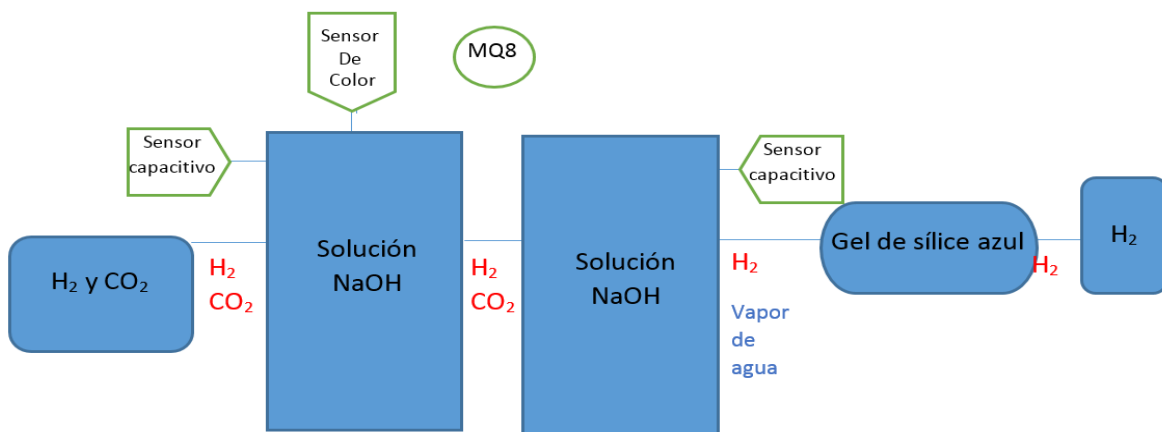 Sensor
De
Color
MQ8
Sensor
capacitivo
Sensor
capacitivo
H₂ y CO₂
H₂
CO₂
Solución
NaOH
H₂
CO₂
Solución
NaOH
H₂
Vapor
de
agua
Gel de sílice azul
H₂
H₂